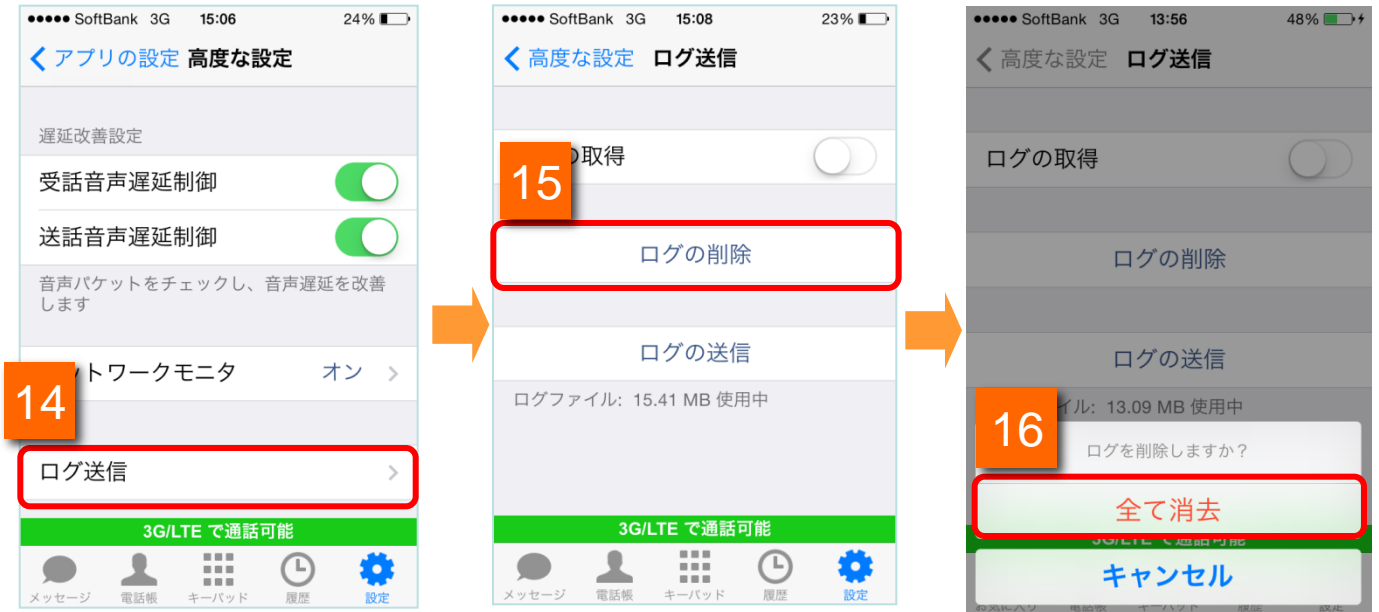 SoftBank 3G 15:06 24%
アプリの設定 高度な設定
遅延改善設定
受話音声遅延制御
送話音声遅延制御
音声パケットをチェックし、音声遅延を改善
します
14
トワークモニタ オン
ログ送信
3G/LTE で通話可能
メッセージ 電話帳 キーパッド 履歴 設定
SoftBank 3G 15:08 23%
高度な設定 ログ送信
15
の取得
ログの削除
ログの送信
ログファイル: 15.41 MB 使用中
3G/LTE で通話可能
メッセージ 電話帳 キーパッド 履歴 設定
SoftBank 3G 13:56 48%
高度な設定 ログ送信
ログの取得
ログの削除
ログの送信
イル: 13.09 MB 使用中
16
ログを削除しますか？
全て消去
3G/LTE で通話可能
キャンセル